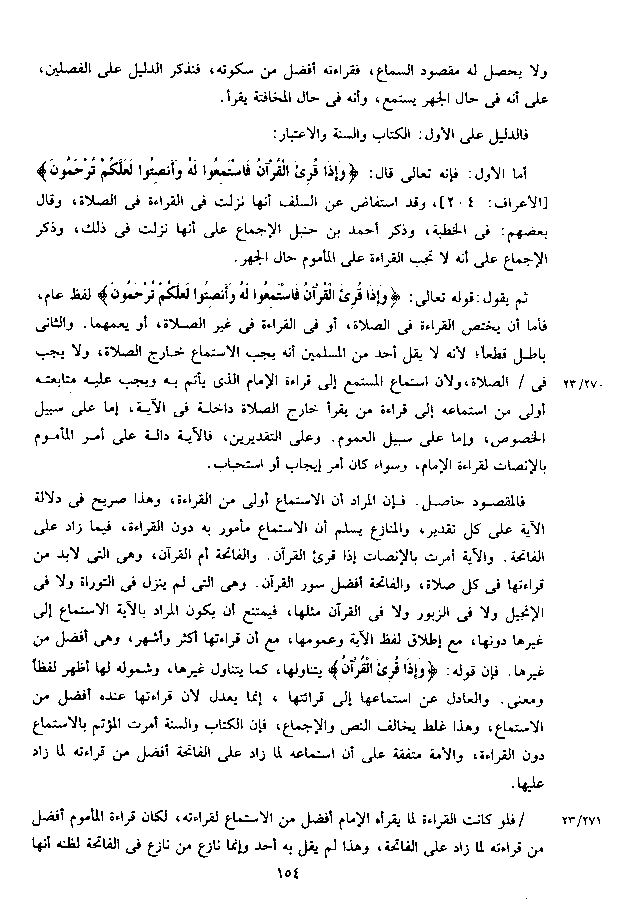 ولا يحصل له مقصود السماع، فقراءته أفضل من سكوته، فنذكر الدليل على الفصلين،
على أنه فى حال الجهر يستمع، وأنه فى حال المخافتة يقرأ.
فالدليل على الأول: الكتاب والسنة والاعتبار:
أما الأول: فإنه تعالى قال: ﴿وَإِذَا قُرِئَ الْقُرْآنُ فَاسْتَمِعُوا لَهُ وَأَنصِتُوا لَعَلَّكُمْ تُرْحَمُونَ﴾
[الأعراف: ٢٠٤]، وقد استفاض عن السلف أنها نزلت فى القراءة فى الصلاة، وقال
بعضهم: فى الخطبة، وذكر أحمد بن حنبل الإجماع على أنها نزلت فى ذلك، وذكر
الإجماع على أنه لا تجب القراءة على المأموم حال الجهر.
ثم يقول: قوله تعالى: ﴿وَإِذَا قُرِئَ الْقُرْآنُ فَاسْتَمِعُوا لَهُ وَأَنصِتُوا لَعَلَّكُمْ تُرْحَمُونَ﴾ لفظ عام،
فأما أن يختص القراءة فى الصلاة، أو فى القراءة فى غير الصلاة، أو يعمهما. والثانى
باطل قطعاً؛ لأنه لا يقل أحد من المسلمين أنه يجب الاستماع خارج الصلاة، ولا يجب
فى / الصلاة،ولان استماع المستمع إلى قراءة الإمام الذى يأتم به ويجب عليه متابعته
٢٣/٢٧٠
أولى من استماعه إلى قراءة من يقرأ خارج الصلاة داخلة فى الآية، إما على سبيل
الخصوص، وإما على سبيل العموم. وعلى التقديرين، فالآية دالة على أمر المأموم
بالإنصات لقراءة الإمام، وسواء كان أمر إيجاب أو استحباب.
فالمقصود حاصل. فإن المراد أن الاستماع أولى من القراءة، وهذا صريح فى دلالة
الآية على كل تقدير، والمنازع يسلم أن الاستماع مأمور به دون القراءة، فيما زاد على
الفاتحة. والآية أمرت بالإنصات إذا قرئ القرآن. والفاتحة أم القرآن، وهى التى لابد من
قراءتها فى كل صلاة، والفاتحة أفضل سور القرآن. وهى التى لم ينزل فى التوراة ولا فى
الإنجيل ولا فى الزبور ولا فى القرآن مثلها، فيمتنع أن يكون المراد بالآية الاستماع إلى
غيرها دونها، مع إطلاق لفظ الآية وعمومها، مع أن قراءتها أكثر وأشهر، وهى أفضل من
غيرها. فإن قوله: ﴿وَإِذَا قُرِئَ الْقُرْآنُ﴾ يتناولها، كما يتناول غيرها، وشموله لها أظهر لفظاً
ومعنى. والعادل عن استماعها إلى قرائتها ، إنما يعدل لان قراءتها عنده أفضل من
الاستماع، وهذا غلط يخالف النص والإجماع، فإن الكتاب والسنة أمرت المؤتم بالاستماع
دون القراءة، والأمة متفقة على أن استماعه لما زاد على الفاتحة أفضل من قراءته لما زاد
عليها.
/ فلو كانت القراءة لما يقرأه الإمام أفضل من الاستماع لقراءته، لكان قراءة المأموم أفضل
٢٣/٢٧١
من قراءته لما زاد على الفاتحة، وهذا لم يقل به أحد وإنما نازع من نازع فى الفاتحة لظنه أنها
١٥٤